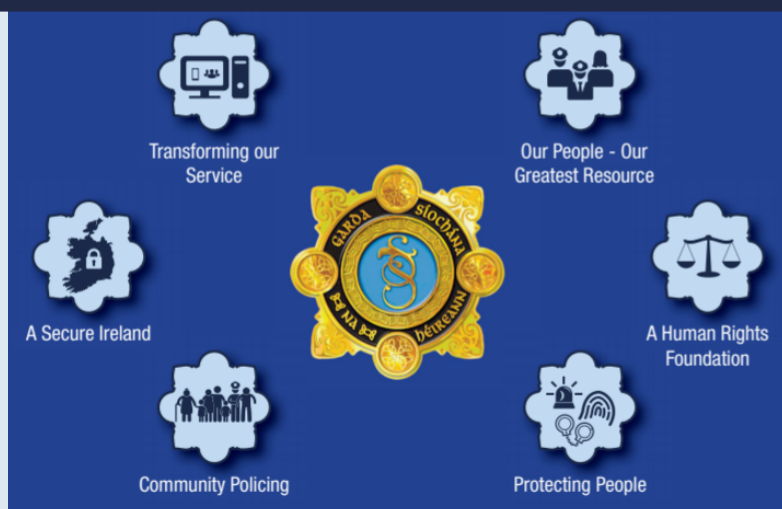 Transforming our
Service
Our People - Our
Greatest Resource
GARDA SÍOCHÁNA
NA HÉIREANN
A Secure Ireland
A Human Rights
Foundation
Community Policing
Protecting People